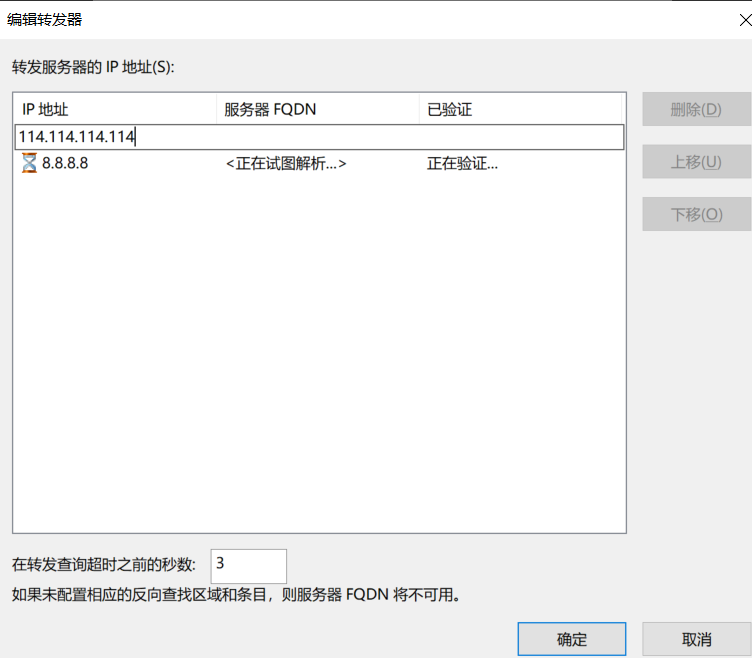 编辑转发器
转发服务器的 IP 地址(S):
IP 地址 服务器 FQDN 已验证
114.114.114.114
8.8.8.8 <正在试图解析...> 正在验证...
删除(D)
上移(U)
下移(O)
在转发查询超时之前的秒数: 3
如果未配置相应的反向查找区域和条目，则服务器 FQDN 将不可用。
确定 取消